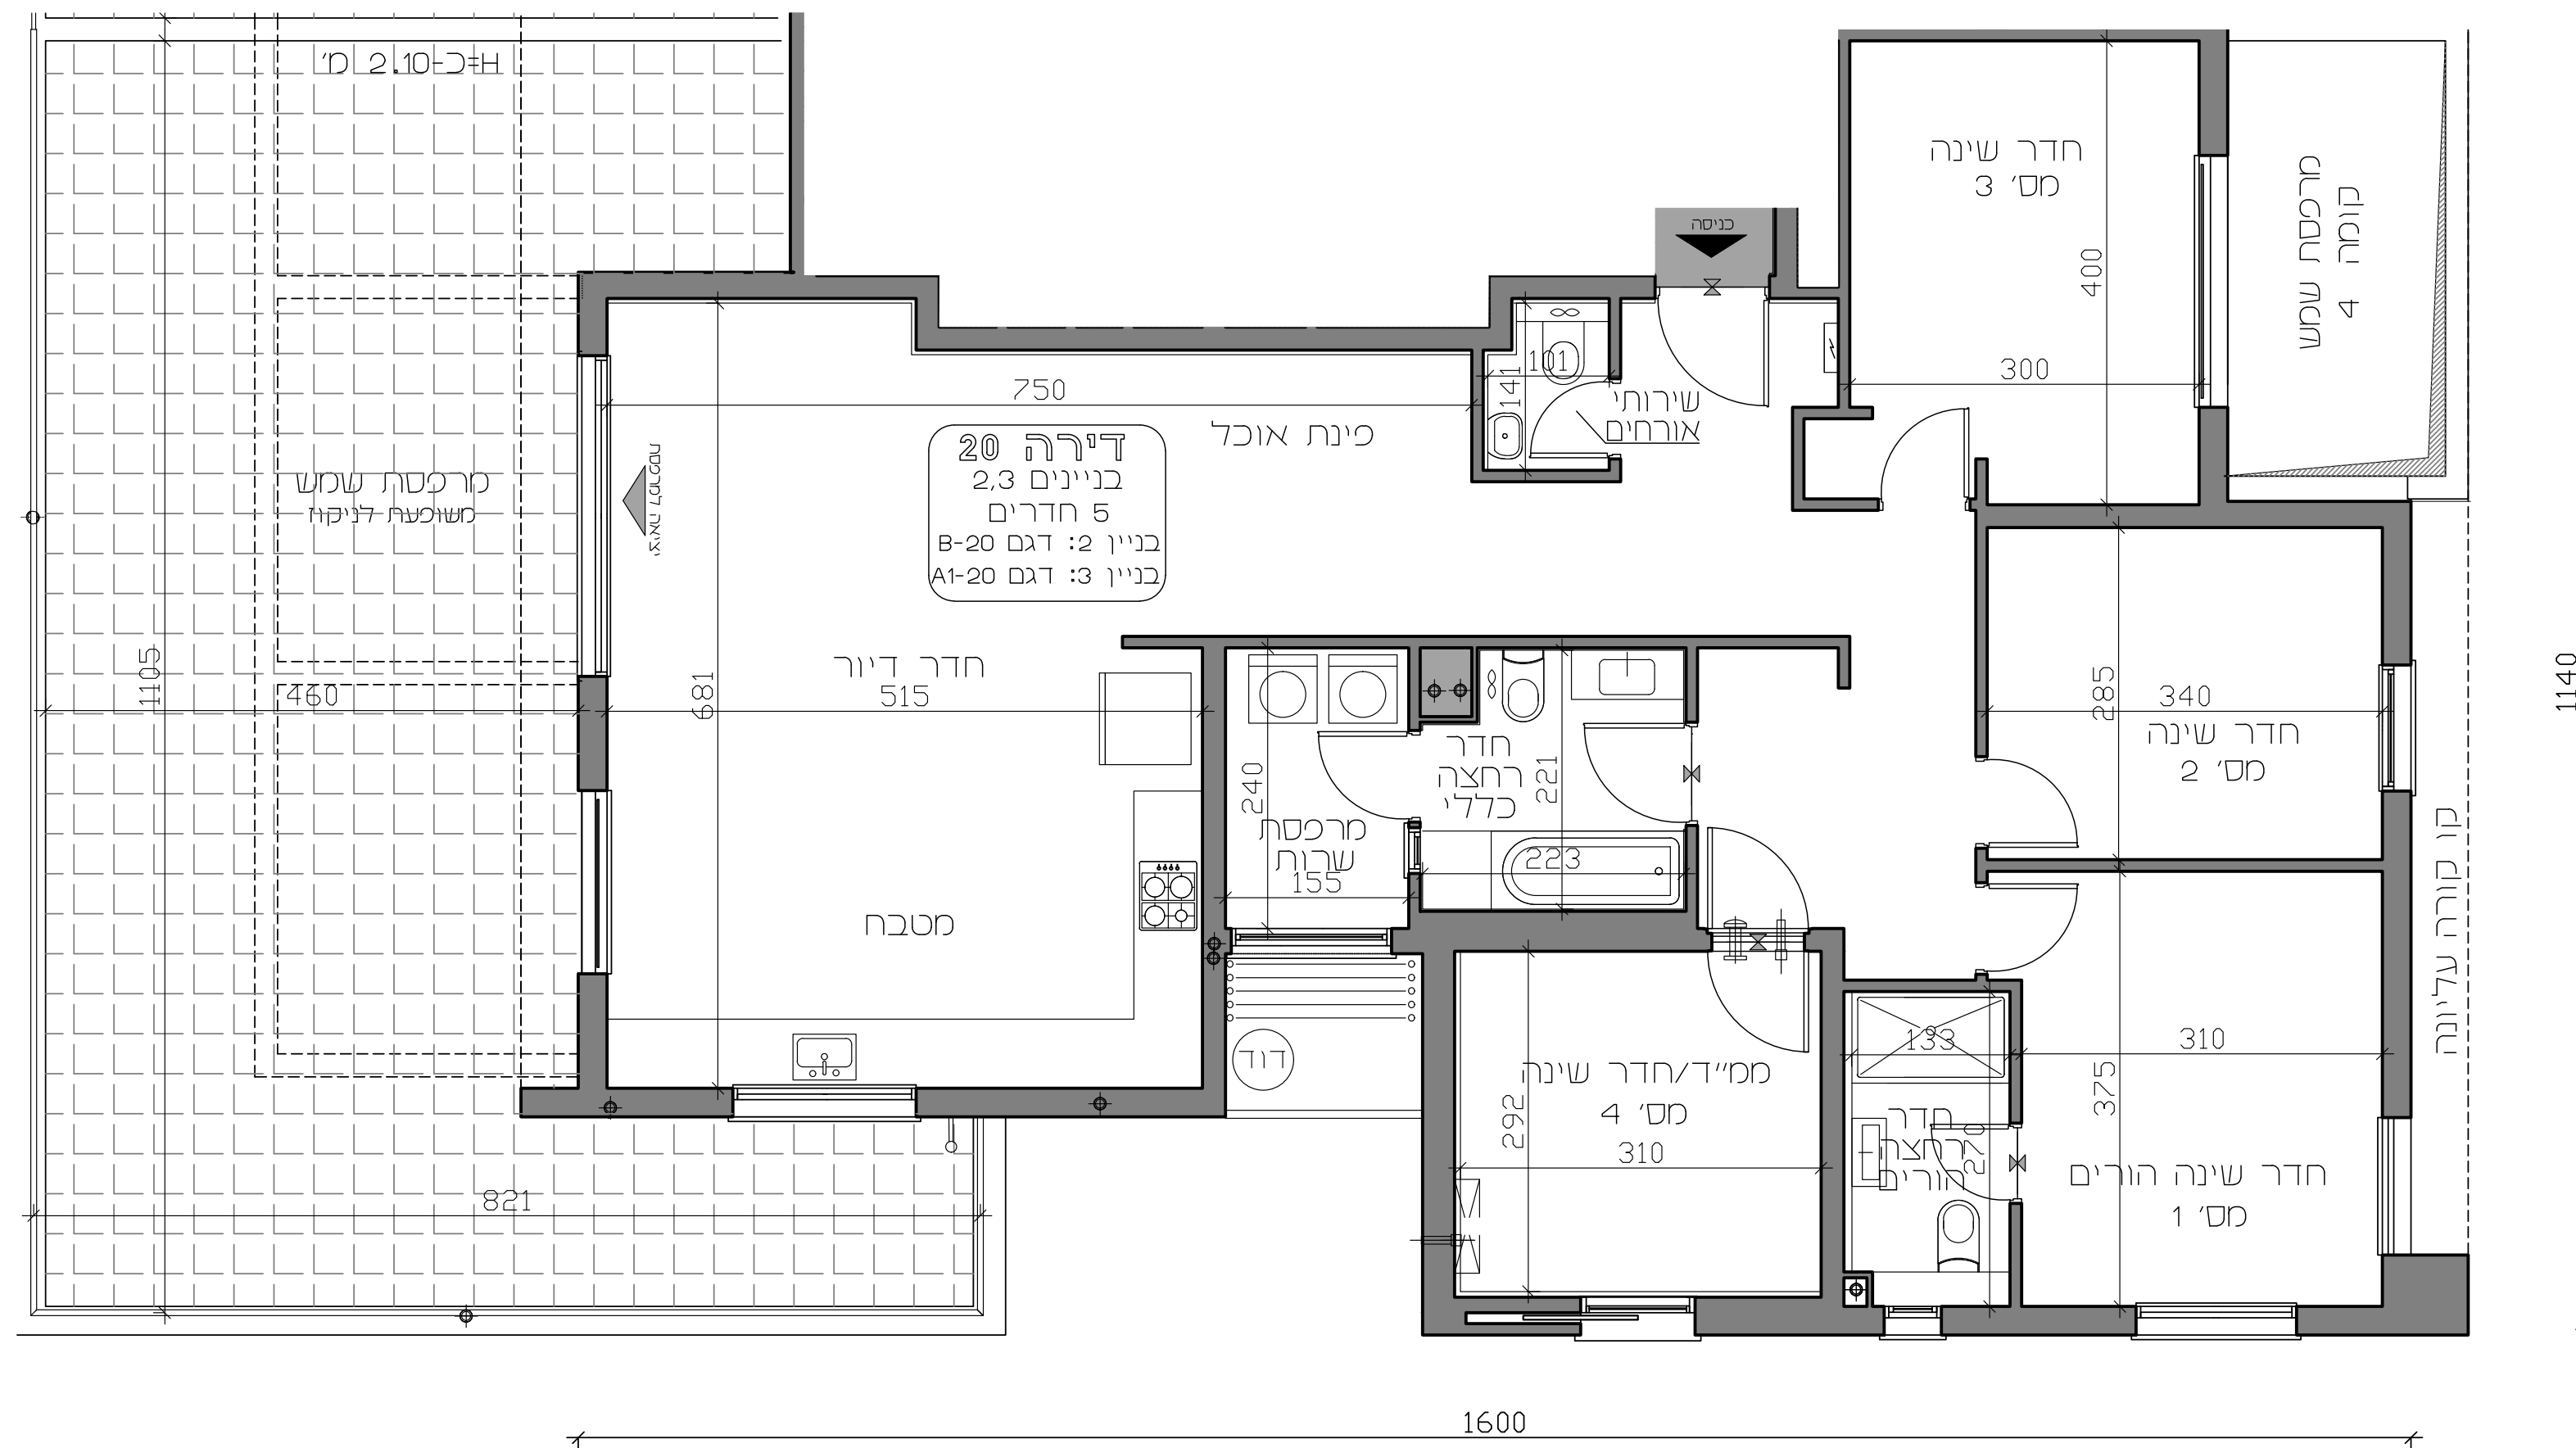 H=כ-2.10 מ'
כניסה
חדר שינה
מס' 3
400
300
מרפסת שמש
קומה 4
101
141
שירותי
אורחים
750
פינת אוכל
דירה 20
בניינים 2,3
5 חדרים
בניין 2: דגם B-20
בניין 3: דגם A1-20
יציאה למרפסת
מרפסת שמש
משופעת לניקוז
1105
460
681
חדר דיור
515
מטבח
240
מרפסת
שרות
155
חדר
רחצה
כללי
221
223
285
340
חדר שינה
מס' 2
1140
קו קורה עליונה
דוד
ממ"ד/חדר שינה
מס' 4
292
310
133
חדר
רחצה
הורים
270
310
375
חדר שינה הורים
מס' 1
821
1600